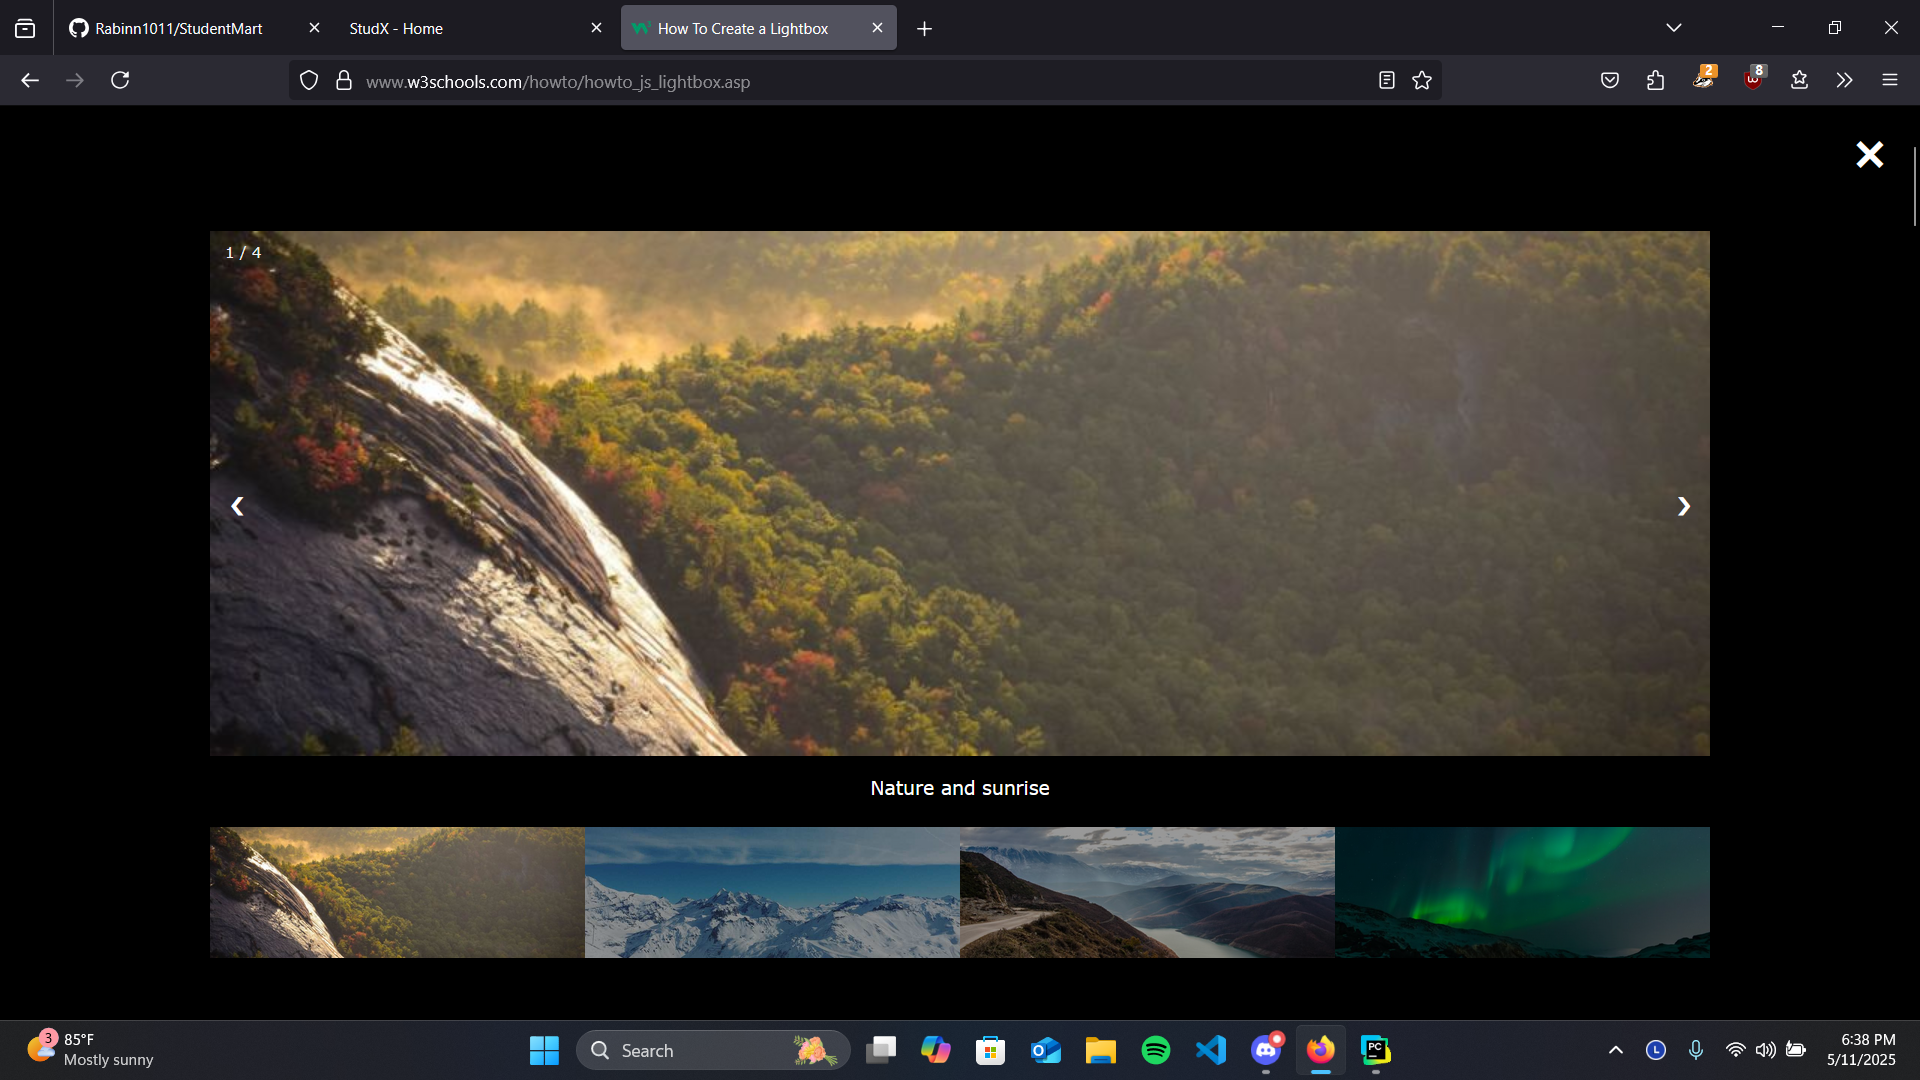 Rabinn1011/StudentMart
StudX - Home
How To Create a Lightbox
www.w3schools.com/howto/howto_js_lightbox.asp
2
8
1 / 4
Nature and sunrise
3
85°F
Mostly sunny
Search
PC
L
6:38 PM
5/11/2025